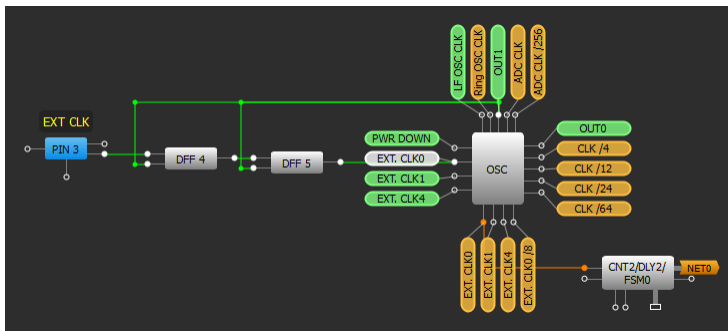 LF OSC CLK
Ring OSC CLK
OUT1
ADC CLK
ADC CLK /256
EXT CLK
PIN 3
DFF 4
DFF 5
PWR DOWN
EXT. CLK0
EXT. CLK1
EXT. CLK4
OSC
OUT0
CLK /4
CLK /12
CLK /24
CLK /64
EXT. CLK0
EXT. CLK1
EXT. CLK4
EXT. CLK0 /8
CNT2/DLY2/
FSM0
NET0